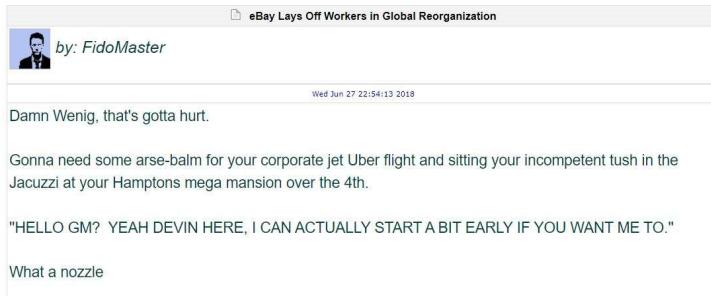 eBay Lays Off Workers in Global Reorganization
by: FidoMaster
Wed Jun 27 22:54:13 2018
Damn Wenig, that's gotta hurt.
Gonna need some arse-balm for your corporate jet Uber flight and sitting your incompetent tush in the
Jacuzzi at your Hamptons mega mansion over the 4th.
"HELLO GM?  YEAH DEVIN HERE, I CAN ACTUALLY START A BIT EARLY IF YOU WANT ME TO."
What a nozzle